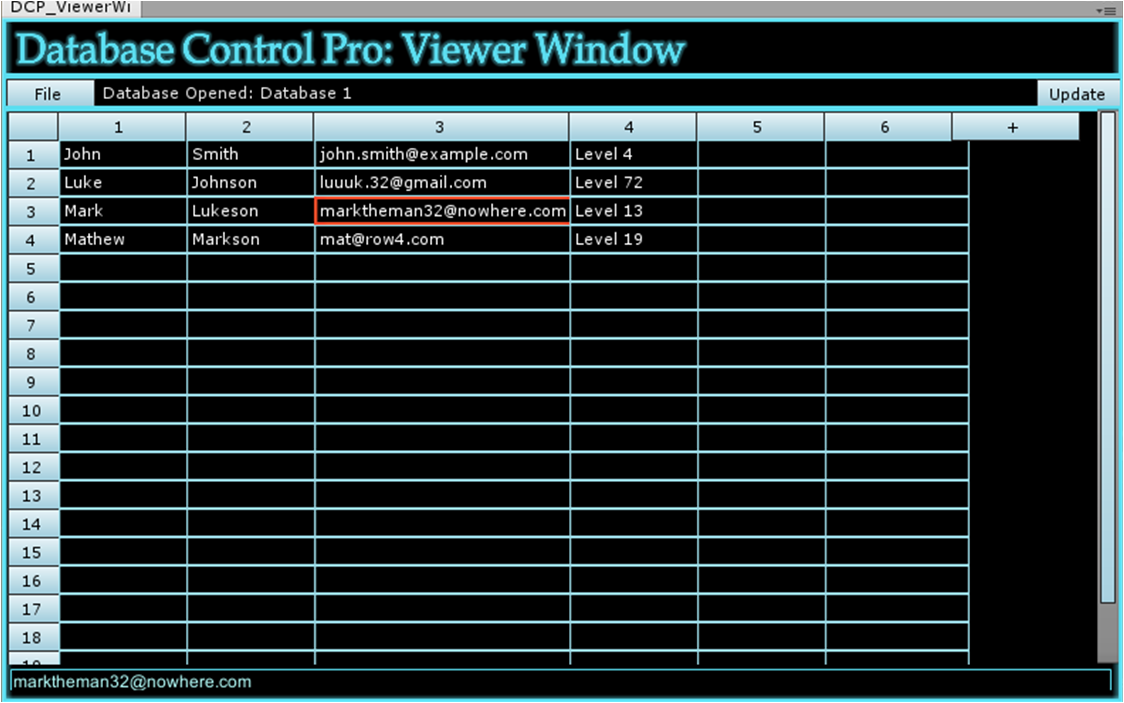 DCP_ViewerWi
Database Control Pro: Viewer Window
File Database Opened: Database 1 Update
1 2 3 4 5 6 +
1 John Smith john.smith@example.com Level 4
2 Luke Johnson luuuk.32@gmail.com Level 72
3 Mark Lukeson marktheman32@nowhere.com Level 13
4 Mathew Markson mat@row4.com Level 19
5
6
7
8
9
10
11
12
13
14
15
16
17
18
19
marktheman32@nowhere.com